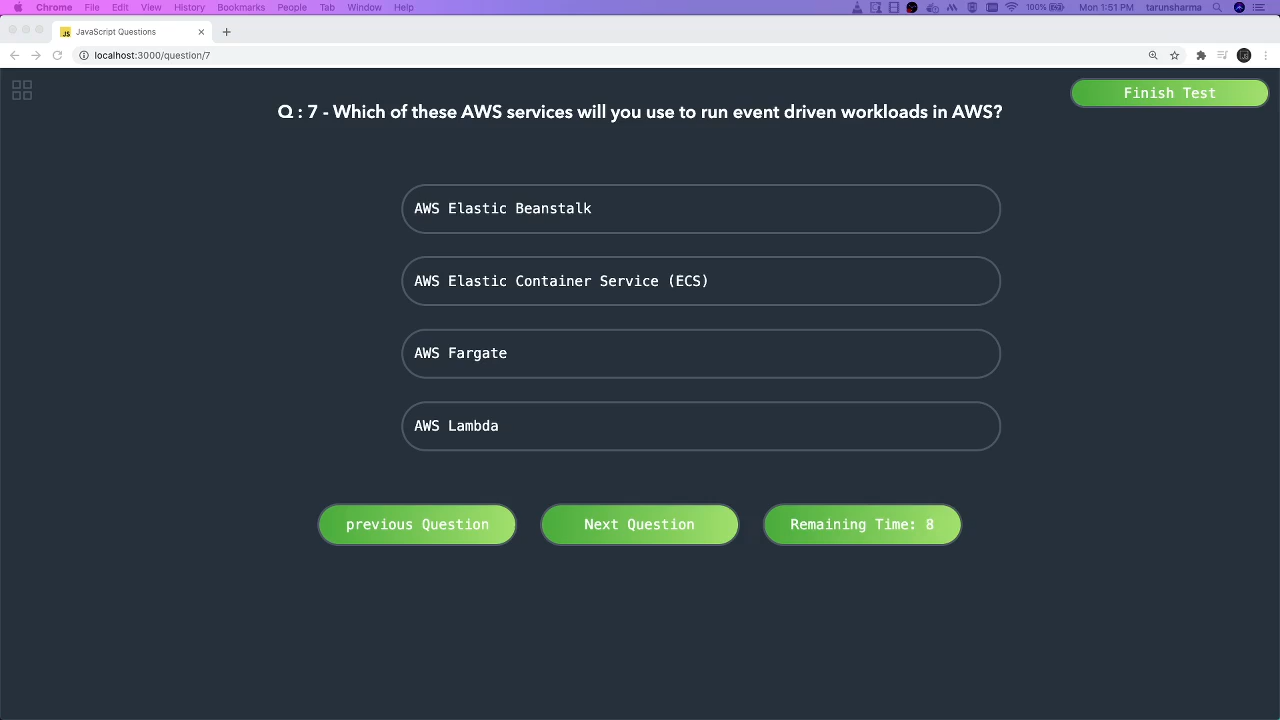 Chrome File Edit View History Bookmarks People Tab Window Help 100% Mon 1:51 PM tarunsharma
JS JavaScript Questions
localhost:3000/question/7
Finish Test
Q : 7 - Which of these AWS services will you use to run event driven workloads in AWS?
AWS Elastic Beanstalk
AWS Elastic Container Service (ECS)
AWS Fargate
AWS Lambda
previous Question Next Question Remaining Time: 8